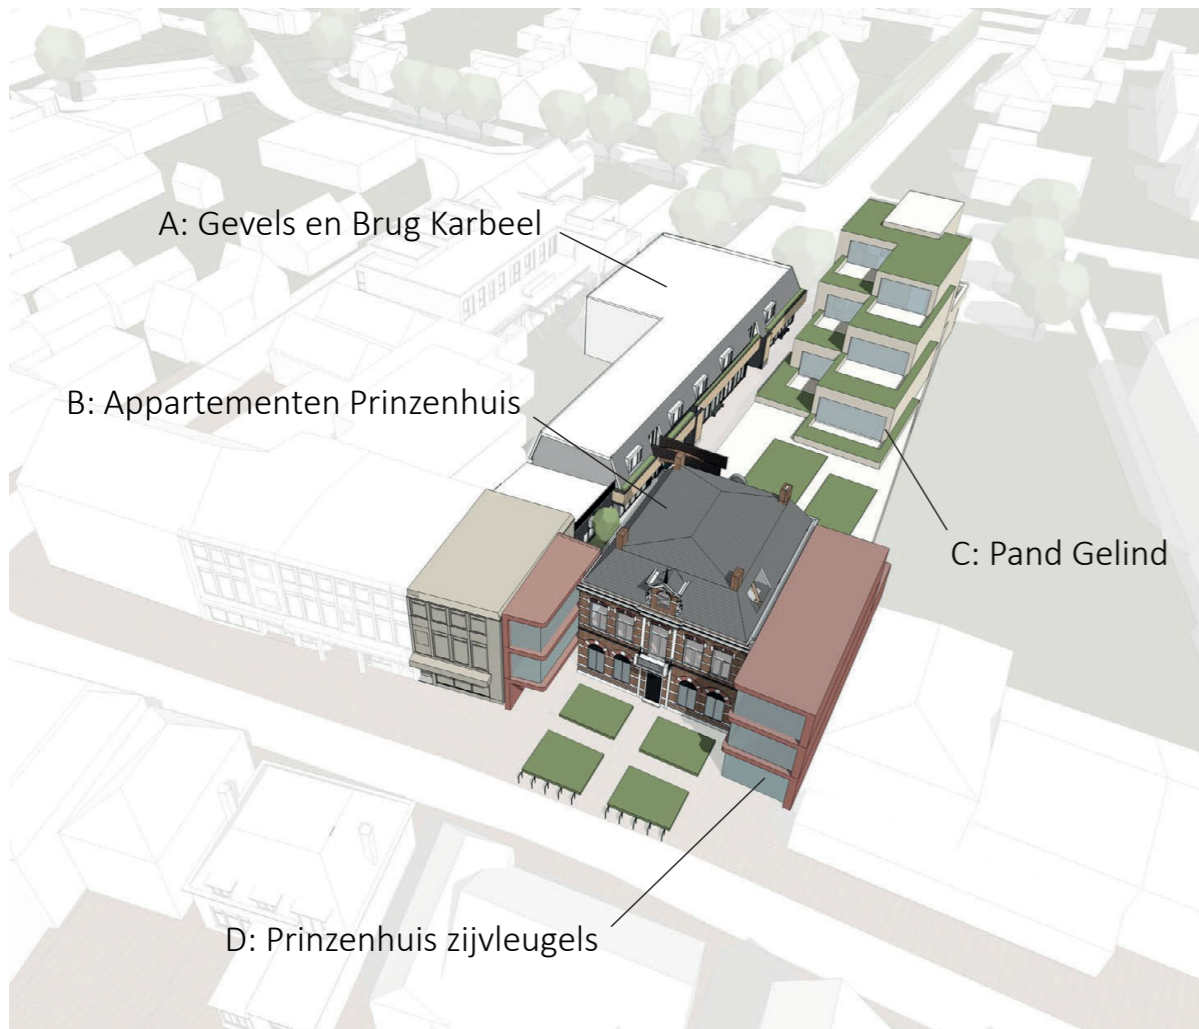 A: Gevels en Brug Karbeel
B: Appartementen Prinzenhuis
C: Pand Gelind
D: Prinzenhuis zijvleugels